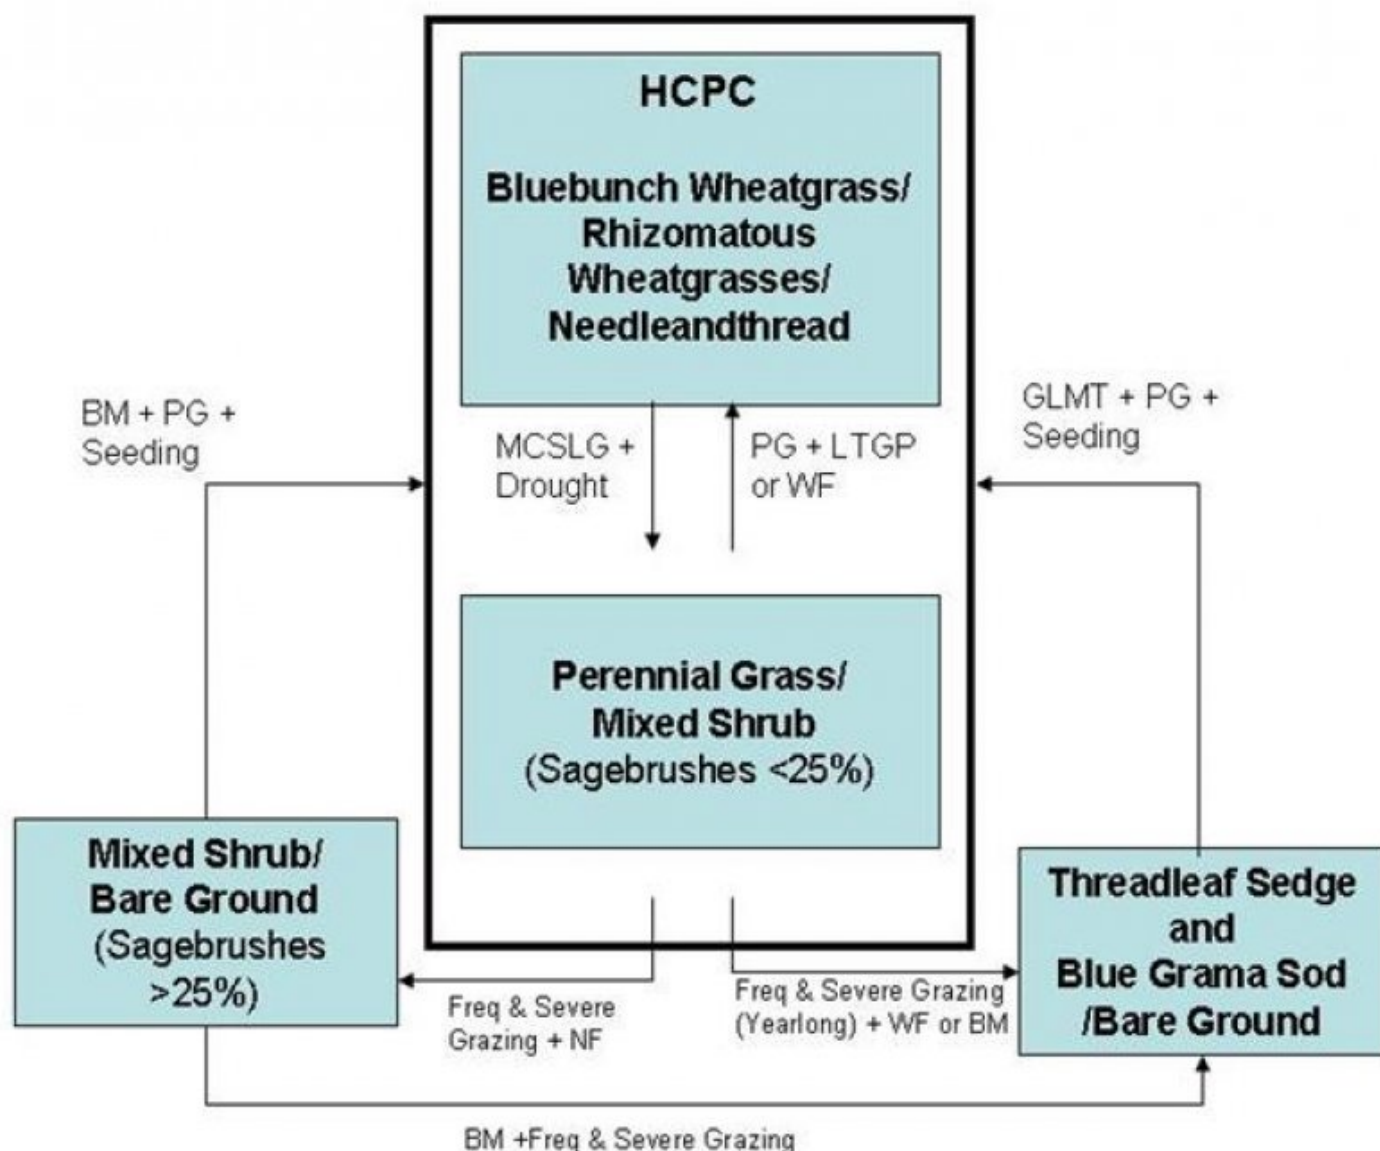 HCPC
Bluebunch Wheatgrass/
Rhizomatous
Wheatgrasses/
Needleandthread
BM + PG +
Seeding
MCSLG +
Drought
PG + LTGP
or WF
GLMT + PG +
Seeding
Perennial Grass/
Mixed Shrub
(Sagebrushes <25%)
Mixed Shrub/
Bare Ground
(Sagebrushes
>25%)
Threadleaf Sedge
and
Blue Grama Sod
/Bare Ground
Freq & Severe
Grazing + NF
Freq & Severe Grazing
(Yearlong) + WF or BM
BM +Freq & Severe Grazing